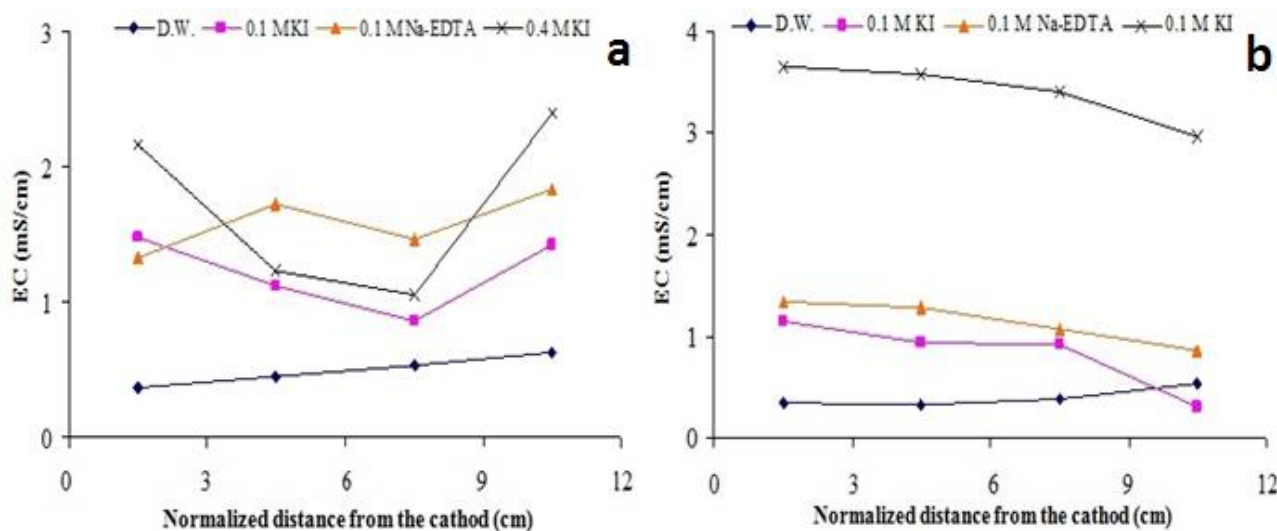 D.W. 0.1 MKI 0.1 MNa-EDTA 0.4 MKI
a
3
2
1
0
EC (mS/cm)
0 3 6 9 12
Normalized distance from the cathod (cm)
D.W. 0.1 M KI 0.1 M Na-EDTA 0.1 M KI
b
4
3
2
1
0
EC (mS/cm)
0 3 6 9 12
Normalized distance from the cathod (cm)